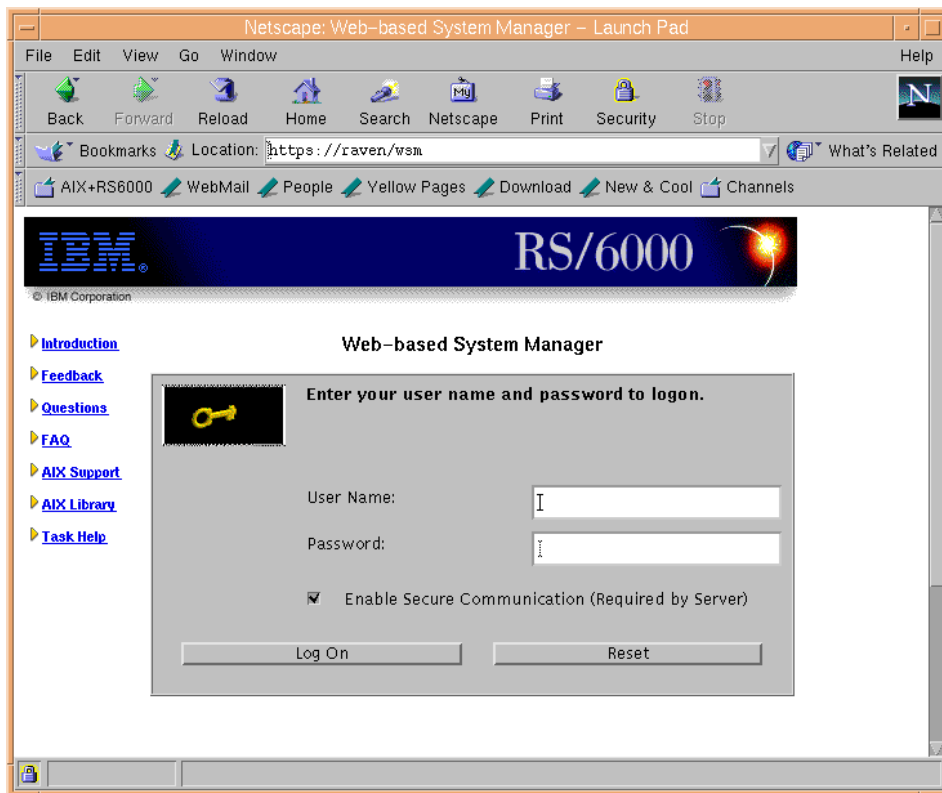 Netscape: Web-based System Manager - Launch Pad
File Edit View Go Window Help
Back Forward Reload Home Search Netscape Print Security Stop
My
N
Bookmarks Location: https://raven/wsm What's Related
AIX+RS6000 WebMail People Yellow Pages Download New & Cool Channels
IBM® RS/6000
© IBM Corporation
Web-based System Manager
Introduction
Feedback
Questions
FAQ
AIX Support
AIX Library
Task Help
Enter your user name and password to logon.
User Name:
Password:
Enable Secure Communication (Required by Server)
Log On Reset